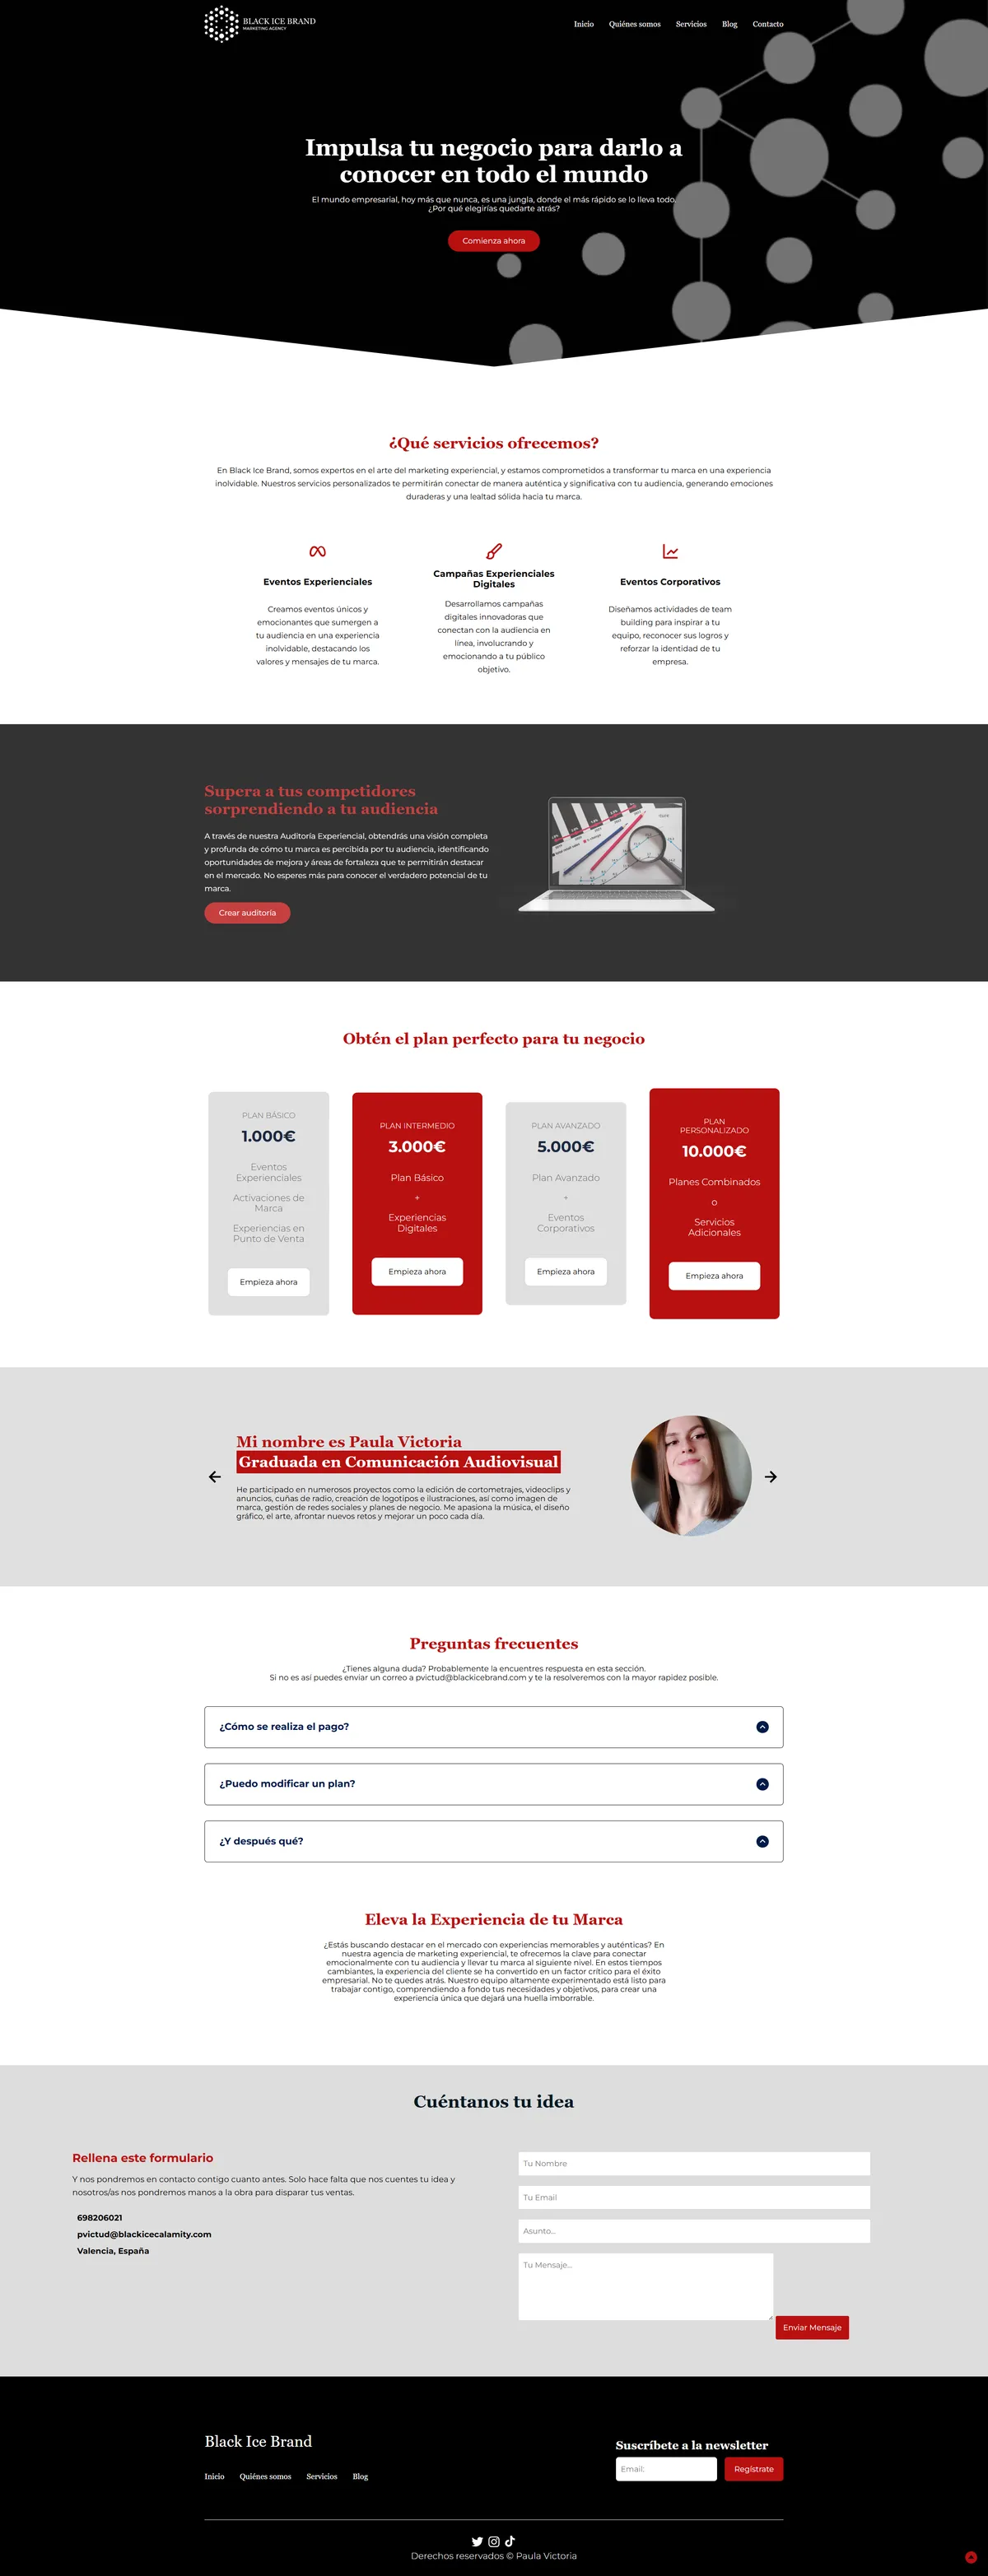 BLACK ICE BRAND
MARKETING AGENCY
Inicio Quiénes somos Servicios Blog Contacto
Impulsa tu negocio para darlo a
conocer en todo el mundo
El mundo empresarial, hoy más que nunca, es una jungla, donde el más rápido se lo lleva todo.
¿Por qué elegirías quedarte atrás?
Comienza ahora
¿Qué servicios ofrecemos?
En Black Ice Brand, somos expertos en el arte del marketing experiencial, y estamos comprometidos a transformar tu marca en una experiencia
inolvidable. Nuestros servicios personalizados te permitirán conectar de manera auténtica y significativa con tu audiencia, generando emociones
duraderas y una lealtad sólida hacia tu marca.
Eventos Experienciales
Creamos eventos únicos y
emocionantes que sumergen a
tu audiencia en una experiencia
inolvidable, destacando los
valores y mensajes de tu marca.
Campañas Experienciales
Digitales
Desarrollamos campañas
digitales innovadoras que
conectan con la audiencia en
línea, involucrando y
emocionando a tu público
objetivo.
Eventos Corporativos
Diseñamos actividades de team
building para inspirar a tu
equipo, reconocer sus logros y
reforzar la identidad de tu
empresa.
Supera a tus competidores
sorprendiendo a tu audiencia
A través de nuestra Auditoría Experiencial, obtendrás una visión completa
y profunda de cómo tu marca es percibida por tu audiencia, identificando
oportunidades de mejora y áreas de fortaleza que te permitirán destacar
en el mercado. No esperes más para conocer el verdadero potencial de tu
marca.
Crear auditoría
Obtén el plan perfecto para tu negocio
PLAN BÁSICO
1.000€
Eventos
Experienciales
Activaciones de
Marca
Experiencias en
Punto de Venta
Empieza ahora
PLAN INTERMEDIO
3.000€
Plan Básico
+
Experiencias
Digitales
Empieza ahora
PLAN AVANZADO
5.000€
Plan Avanzado
+
Eventos
Corporativos
Empieza ahora
PLAN
PERSONALIZADO
10.000€
Planes Combinados
o
Servicios
Adicionales
Empieza ahora
Mi nombre es Paula Victoria
Graduada en Comunicación Audiovisual
He participado en numerosos proyectos como la edición de cortometrajes, videoclips y
anuncios, cuñas de radio, creación de logotipos e ilustraciones, así como imagen de
marca, gestión de redes sociales y planes de negocio. Me apasiona la música, el diseño
gráfico, el arte, afrontar nuevos retos y mejorar un poco cada día.
Preguntas frecuentes
¿Tienes alguna duda? Probablemente la encuentres respuesta en esta sección.
Si no es así puedes enviar un correo a pvictud@blackicebrand.com y te la resolveremos con la mayor rapidez posible.
¿Cómo se realiza el pago?
¿Puedo modificar un plan?
¿Y después qué?
Eleva la Experiencia de tu Marca
¿Estás buscando destacar en el mercado con experiencias memorables y auténticas? En
nuestra agencia de marketing experiencial, te ofrecemos la clave para conectar
emocionalmente con tu audiencia y llevar tu marca al siguiente nivel. En estos tiempos
cambiantes, la experiencia del cliente se ha convertido en un factor crítico para el éxito
empresarial. No te quedes atrás. Nuestro equipo altamente experimentado está listo para
trabajar contigo, comprendiendo a fondo tus necesidades y objetivos, para crear una
experiencia única que dejará una huella imborrable.
Cuéntanos tu idea
Rellena este formulario
Y nos pondremos en contacto contigo cuanto antes. Solo hace falta que nos cuentes tu idea y
nosotros/as nos pondremos manos a la obra para disparar tus ventas.
698206021
pvictud@blackicecalamity.com
Valencia, España
Tu Nombre
Tu Email
Asunto...
Tu Mensaje...
Enviar Mensaje
Black Ice Brand
Inicio Quiénes somos Servicios Blog
Suscríbete a la newsletter
Email:
Regístrate
Derechos reservados © Paula Victoria